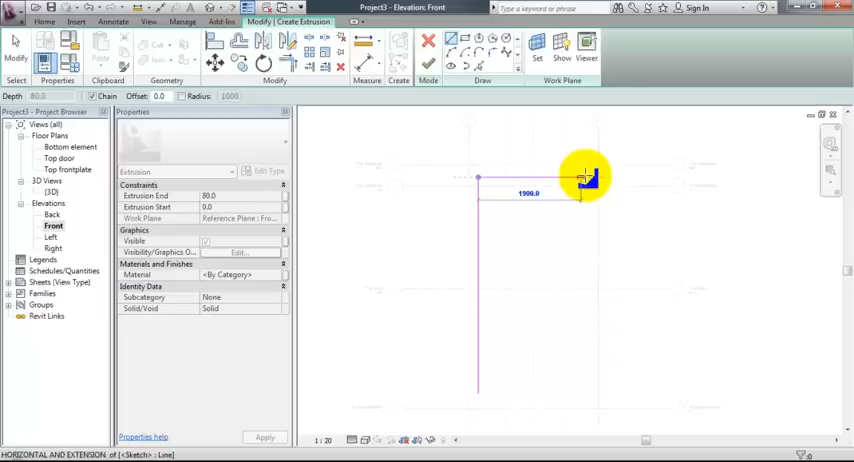 Project3 - Elevation: Front
Type a keyword or phrase
Sign In
Home Insert Annotate View Manage Add-Ins Modify | Create Extrusion
Modify
Paste
Cut
Join
Set Show Viewer
Select Properties Clipboard Geometry Modify Measure Create Mode Draw Work Plane
Depth 80.0 Chain Offset: 0.0 Radius: 1000
Project3 - Project Browser
Views (all)
Floor Plans
Bottom element
Top door
Top frontplate
3D Views
{3D}
Elevations
Back
Front
Left
Right
Legends
Schedules/Quantities
Sheets (View Type)
Families
Groups
Revit Links
Properties
Extrusion Edit Type
Constraints
Extrusion End 80.0
Extrusion Start 0.0
Work Plane Reference Plane : Fro...
Graphics
Visible
Visibility/Graphics O... Edit...
Materials and Finishes
Material <By Category>
Identity Data
Subcategory None
Solid/Void Solid
Properties help Apply
1900.0
1 : 20
HORIZONTAL AND EXTENSION of [<Sketch> : Line]
:0